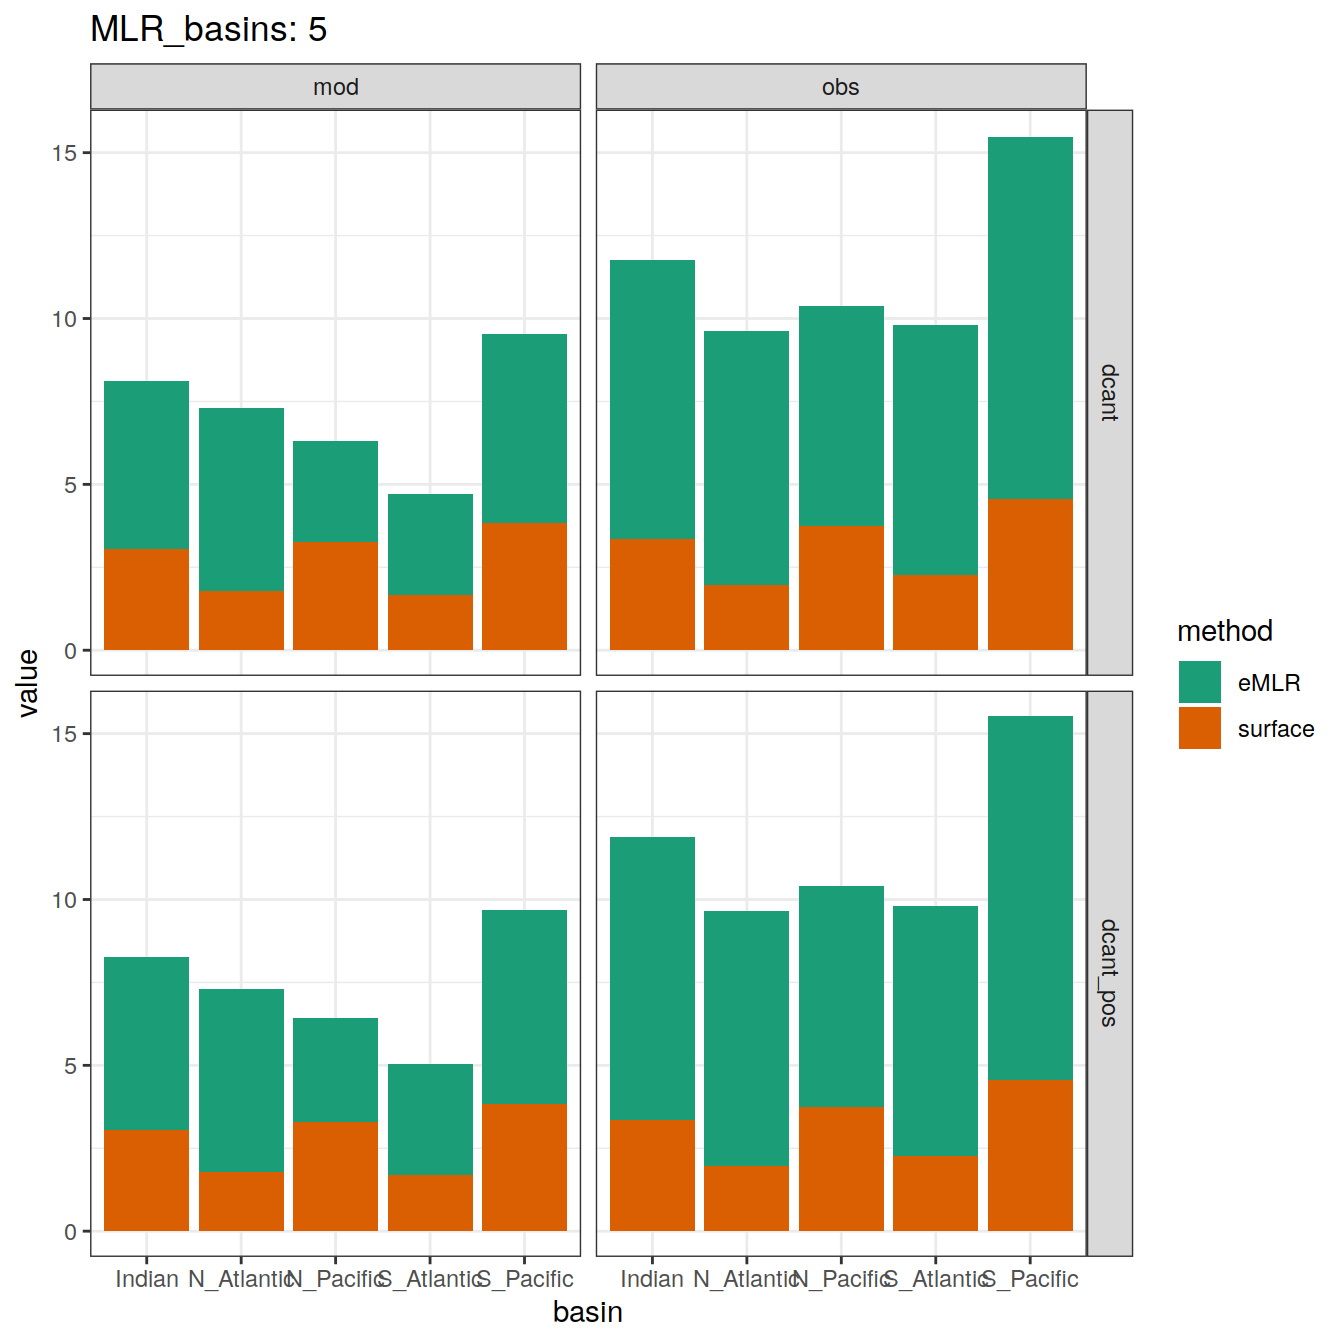 MLR_basins: 5
mod
obs
15
10
5
0
dcant
15
10
5
0
dcant_pos
value
Indian N_Atlantic N_Pacific S_Atlantic S_Pacific
Indian N_Atlantic N_Pacific S_Atlantic S_Pacific
basin
method
eMLR
surface